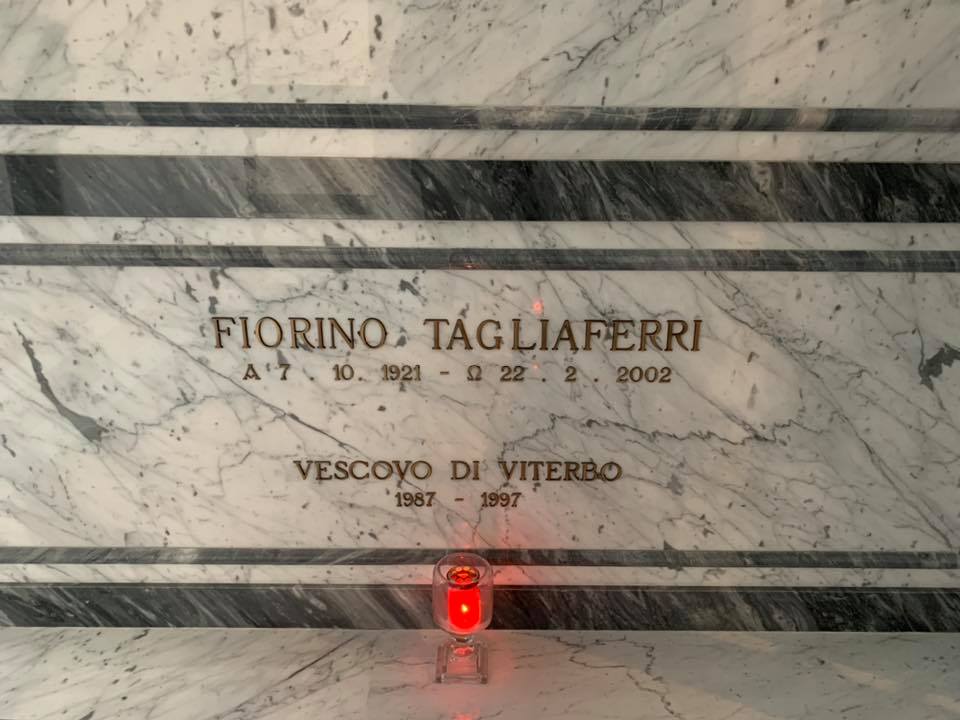 FIORINO TAGLIAFERRI
A 7 . 10. 1921 - Ω 22 . 2 . 2002
VESCOVO DI VITERBO
1987 - 1997